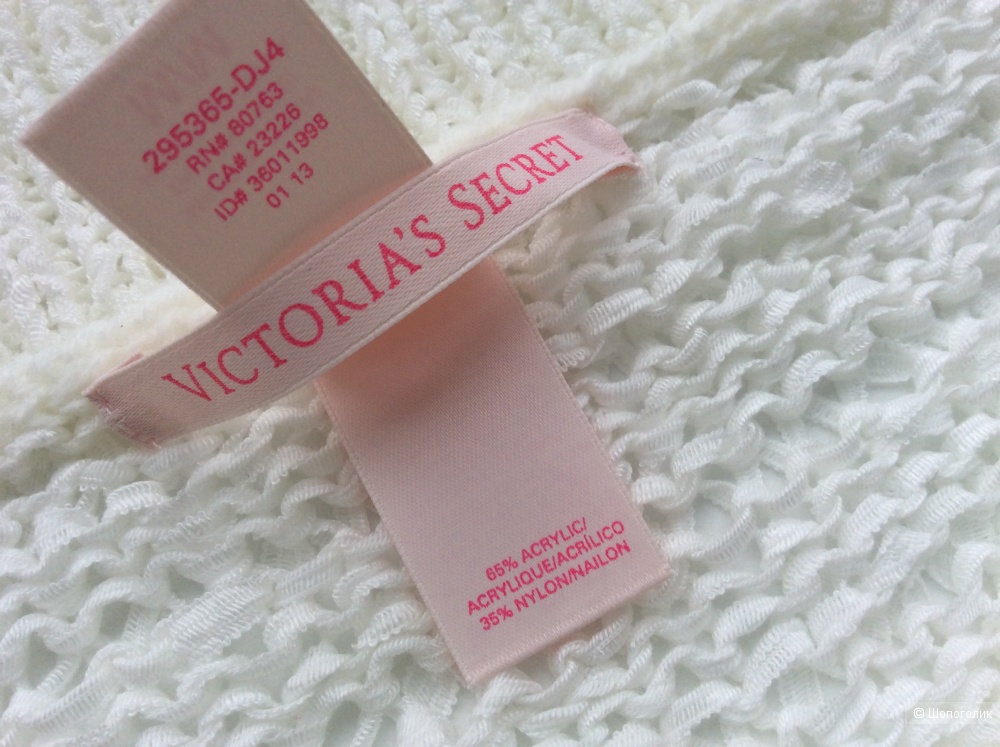 295365-DJ4
RN# 80763
CA# 23226
ID# 36011998
01 13
VICTORIA'S SECRET
65% ACRYLIC/
ACRYLIQUE/ACRÍLICO
35% NYLON/NAILON
© Шопоголик